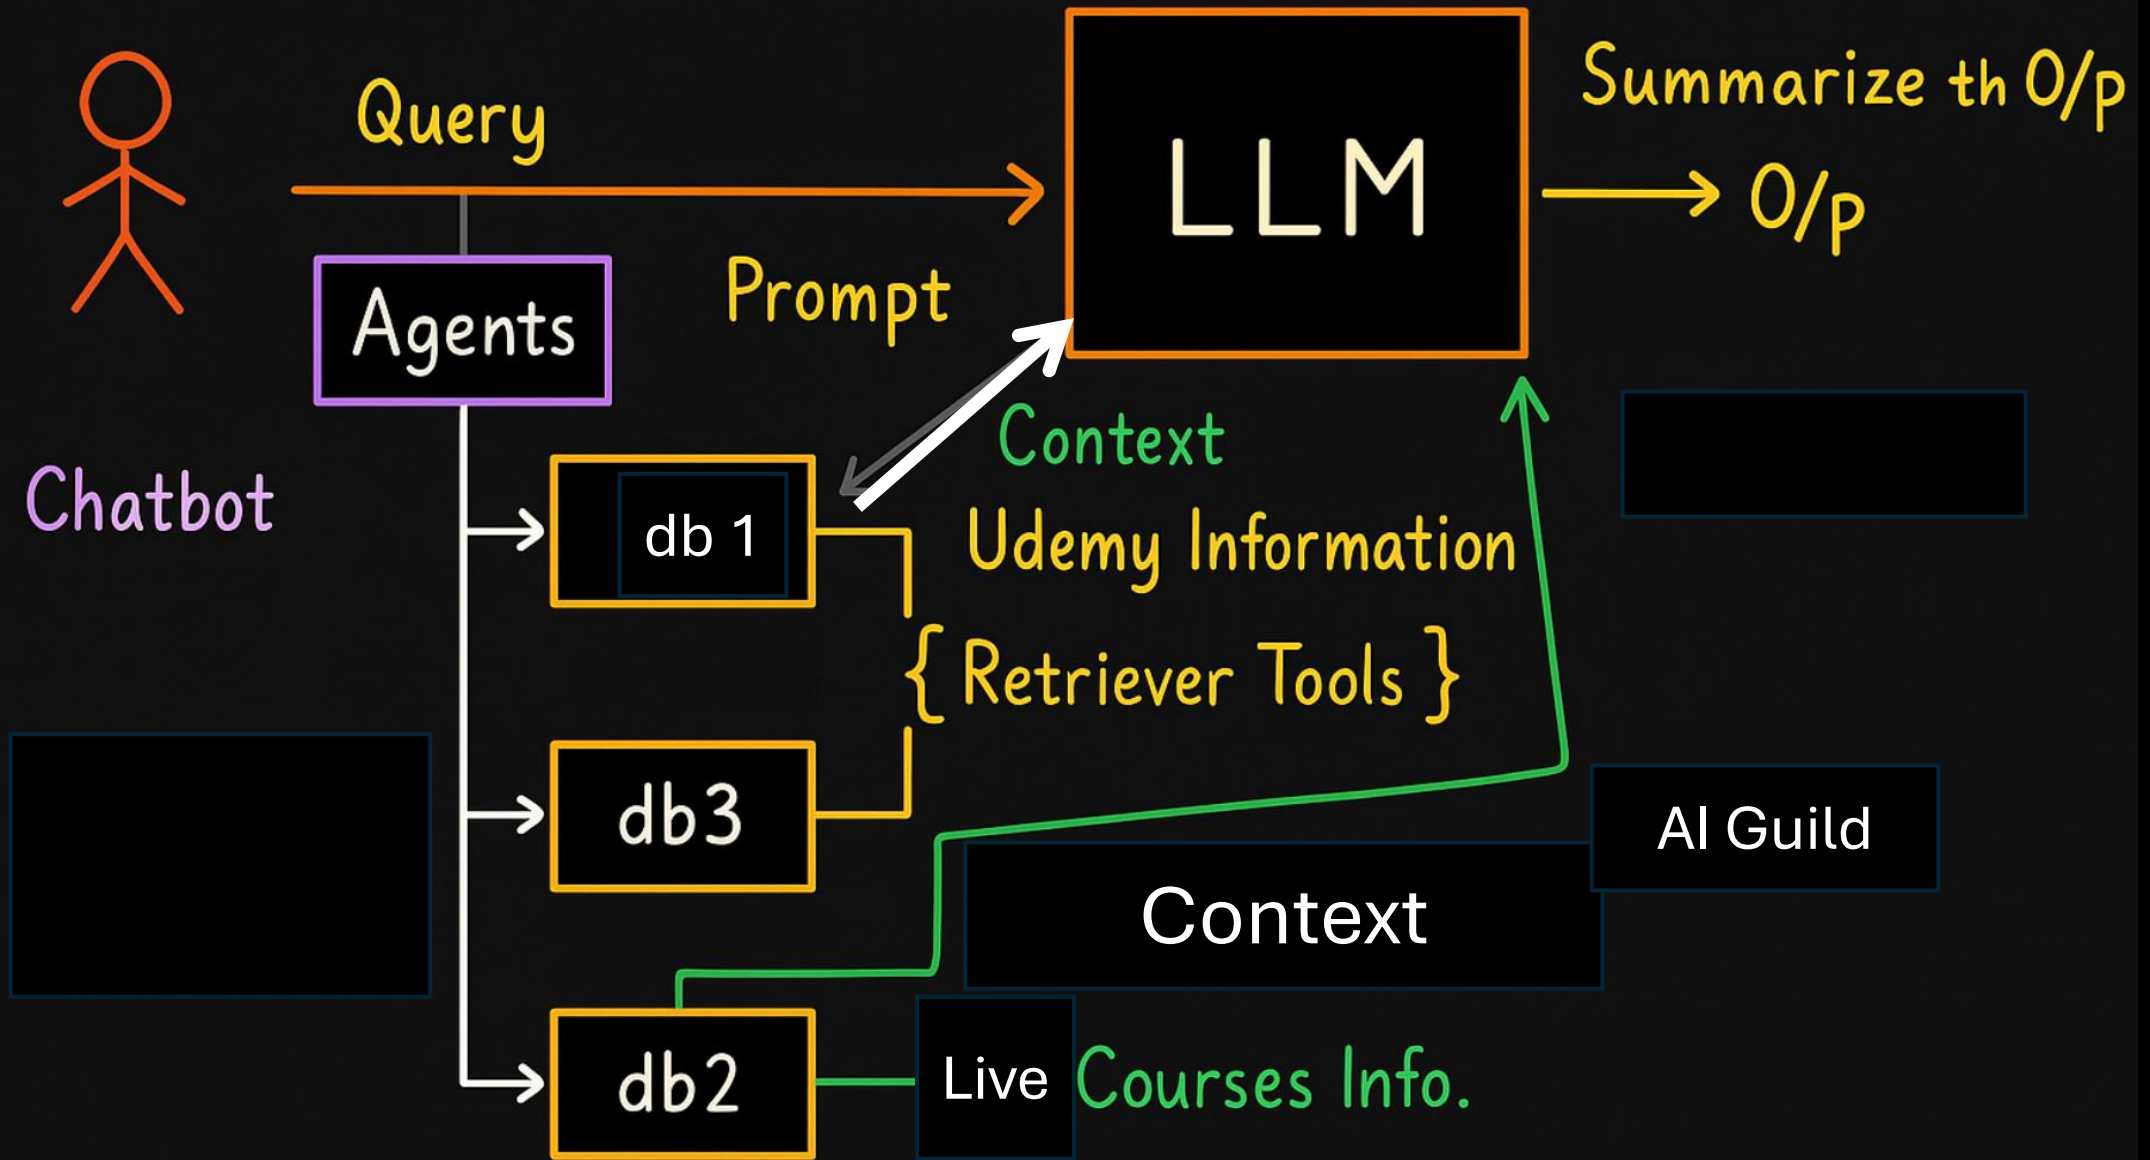 Query
LLM
Summarize th O/p
O/p
Agents
Prompt
Context
Chatbot
db 1
Udemy Information
{ Retriever Tools }
db3
AI Guild
Context
db2
Live Courses Info.